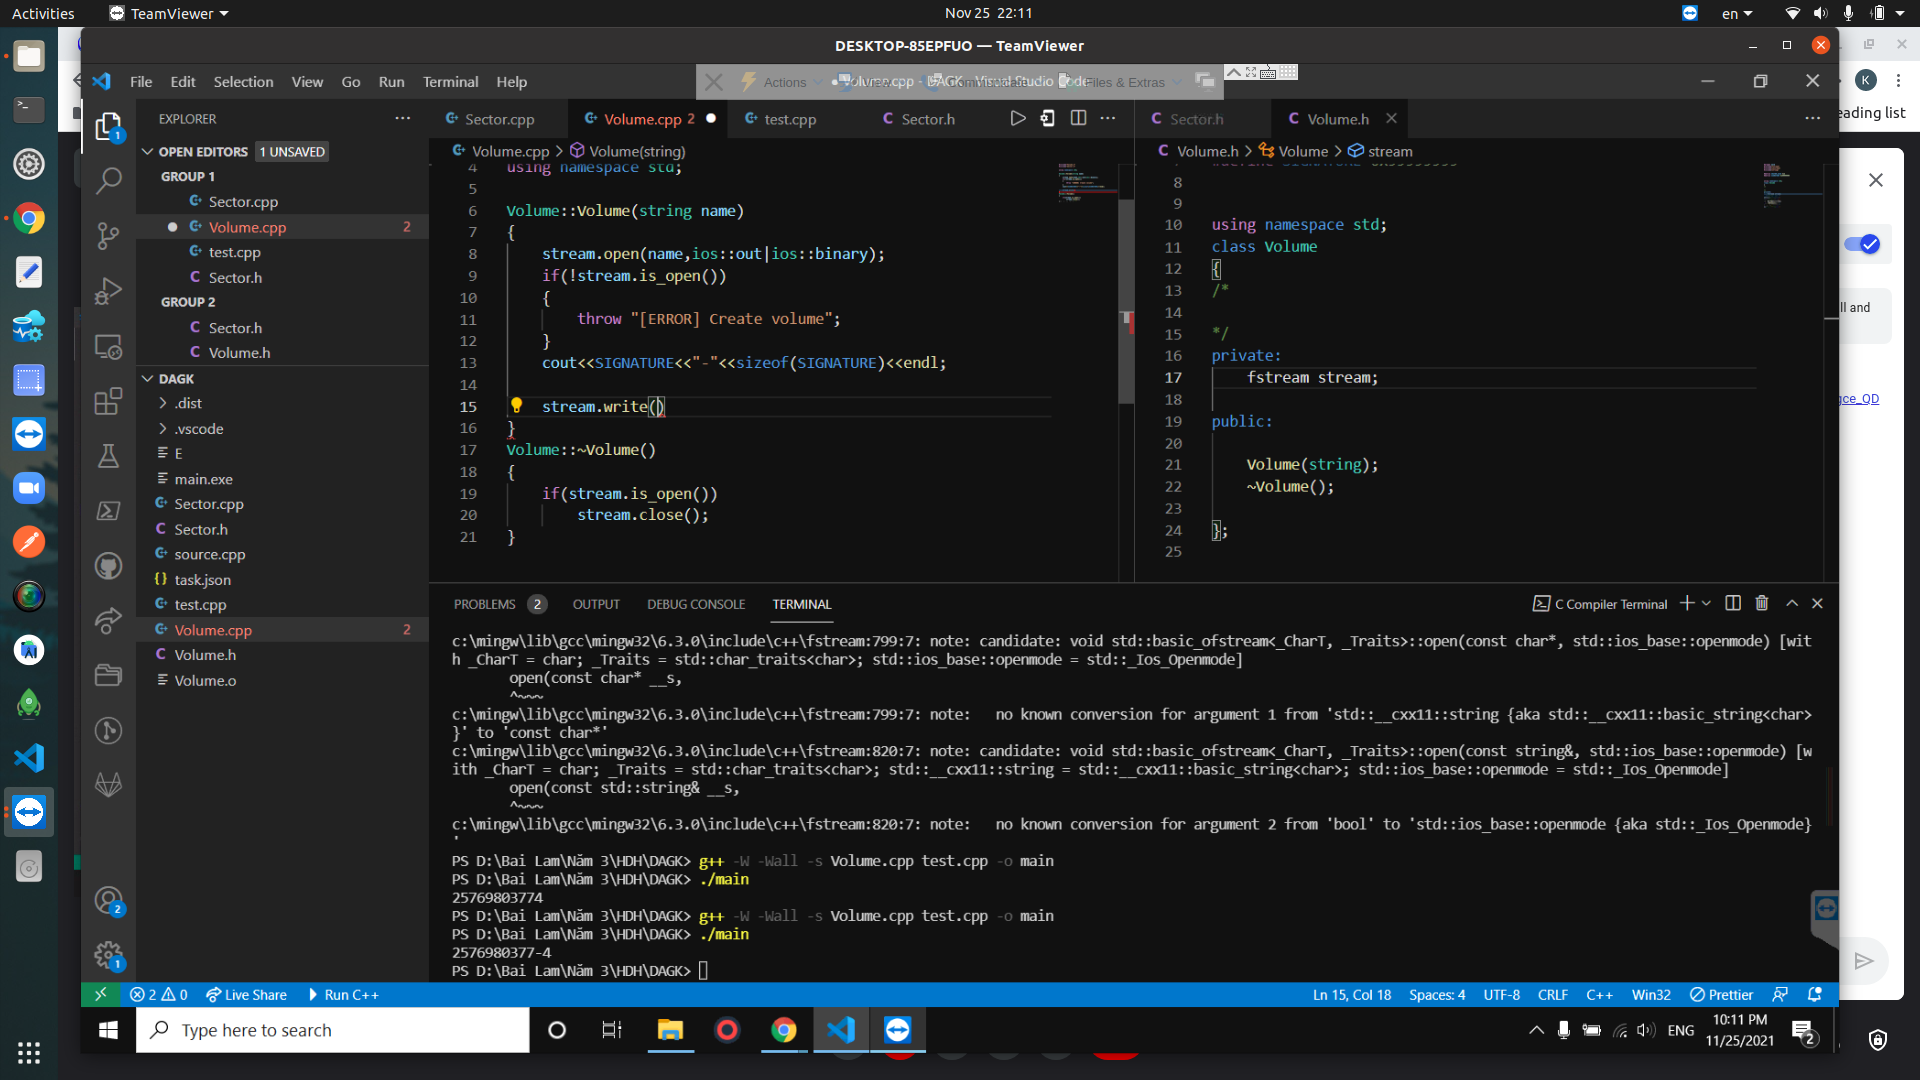 Activities
TeamViewer
Nov 25 22:11
en
DESKTOP-85EPFUO — TeamViewer
File Edit Selection View Go Run Terminal Help
Actions
Volume.cpp - DAGK - Visual Studio Code
Files & Extras
K
eading list
EXPLORER
OPEN EDITORS 1 UNSAVED
GROUP 1
Sector.cpp
Volume.cpp 2
test.cpp
Sector.h
GROUP 2
Sector.h
Volume.h
DAGK
.dist
.vscode
E
main.exe
Sector.cpp
Sector.h
source.cpp
task.json
test.cpp
Volume.cpp 2
Volume.h
Volume.o
Sector.cpp Volume.cpp 2 test.cpp Sector.h
Volume.cpp > Volume(string)
4 using namespace std;
5
6 Volume::Volume(string name)
7 {
8 stream.open(name,ios::out|ios::binary);
9 if(!stream.is_open())
10 {
11 throw "[ERROR] Create volume";
12 }
13 cout<<SIGNATURE<<"-"<<sizeof(SIGNATURE)<<endl;
14
15 stream.write()
16 }
17 Volume::~Volume()
18 {
19 if(stream.is_open())
20 stream.close();
21 }
Sector.h Volume.h
Volume.h > Volume > stream
8
9
10 using namespace std;
11 class Volume
12 {
13 /*
14
15 */
16 private:
17 fstream stream;
18
19 public:
20
21 Volume(string);
22 ~Volume();
23
24 };
25
ll and
gce_QD
PROBLEMS 2 OUTPUT DEBUG CONSOLE TERMINAL
C Compiler Terminal
c:\mingw\lib\gcc\mingw32\6.3.0\include\c++\fstream:799:7: note: candidate: void std::basic_ofstream<_CharT, _Traits>::open(const char*, std::ios_base::openmode) [wit
h _CharT = char; _Traits = std::char_traits<char>; std::ios_base::openmode = std::_Ios_Openmode]
open(const char* __s,
^~~~
c:\mingw\lib\gcc\mingw32\6.3.0\include\c++\fstream:799:7: note:   no known conversion for argument 1 from 'std::__cxx11::string {aka std::__cxx11::basic_string<char>
}' to 'const char*'
c:\mingw\lib\gcc\mingw32\6.3.0\include\c++\fstream:820:7: note: candidate: void std::basic_ofstream<_CharT, _Traits>::open(const string&, std::ios_base::openmode) [w
ith _CharT = char; _Traits = std::char_traits<char>; std::__cxx11::string = std::__cxx11::basic_string<char>; std::ios_base::openmode = std::_Ios_Openmode]
open(const std::string& __s,
^~~~
c:\mingw\lib\gcc\mingw32\6.3.0\include\c++\fstream:820:7: note:   no known conversion for argument 2 from 'bool' to 'std::ios_base::openmode {aka std::_Ios_Openmode}
'
PS D:\Bai Lam\Năm 3\HDH\DAGK> g++ -W -Wall -s Volume.cpp test.cpp -o main
PS D:\Bai Lam\Năm 3\HDH\DAGK> ./main
25769803774
PS D:\Bai Lam\Năm 3\HDH\DAGK> g++ -W -Wall -s Volume.cpp test.cpp -o main
PS D:\Bai Lam\Năm 3\HDH\DAGK> ./main
2576980377-4
PS D:\Bai Lam\Năm 3\HDH\DAGK>
2 0 Live Share Run C++
Ln 15, Col 18 Spaces: 4 UTF-8 CRLF C++ Win32 Prettier
Type here to search
ENG
10:11 PM
11/25/2021
2